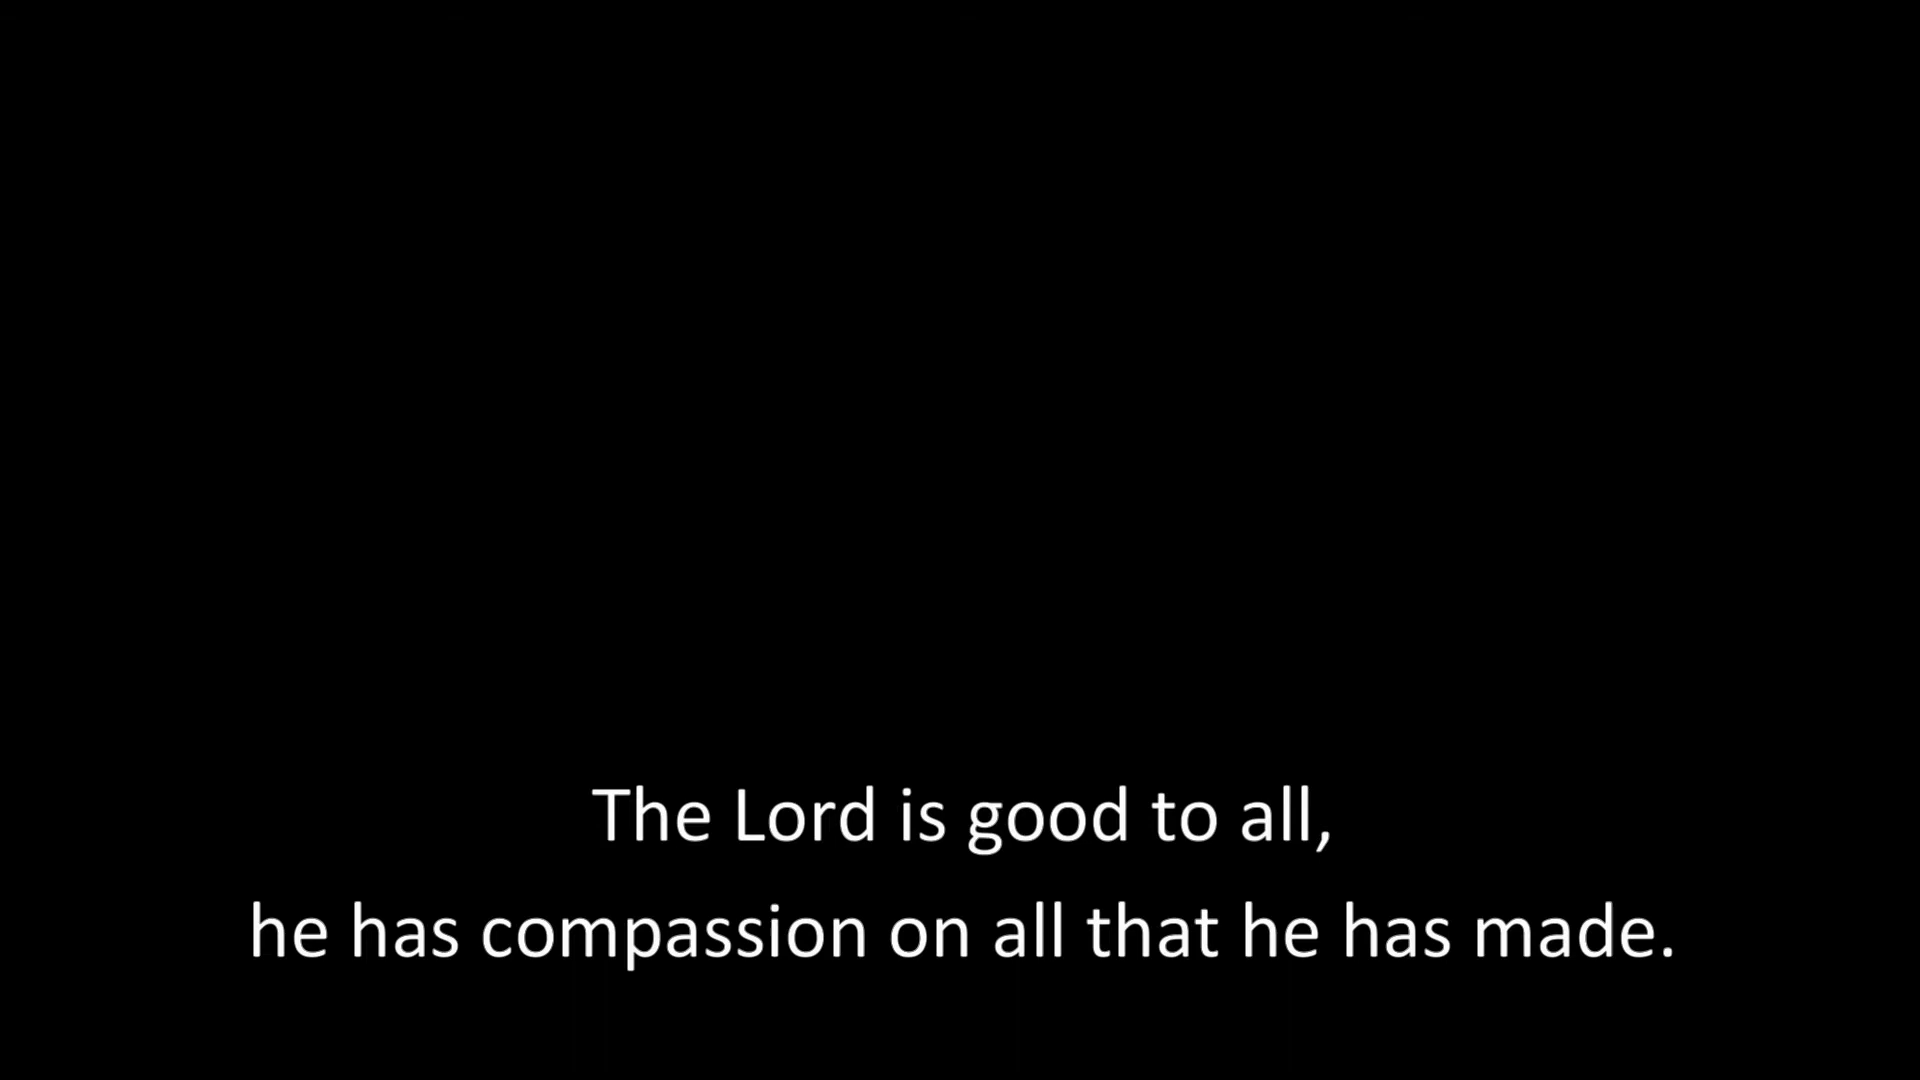 The Lord is good to all,
he has compassion on all that he has made.